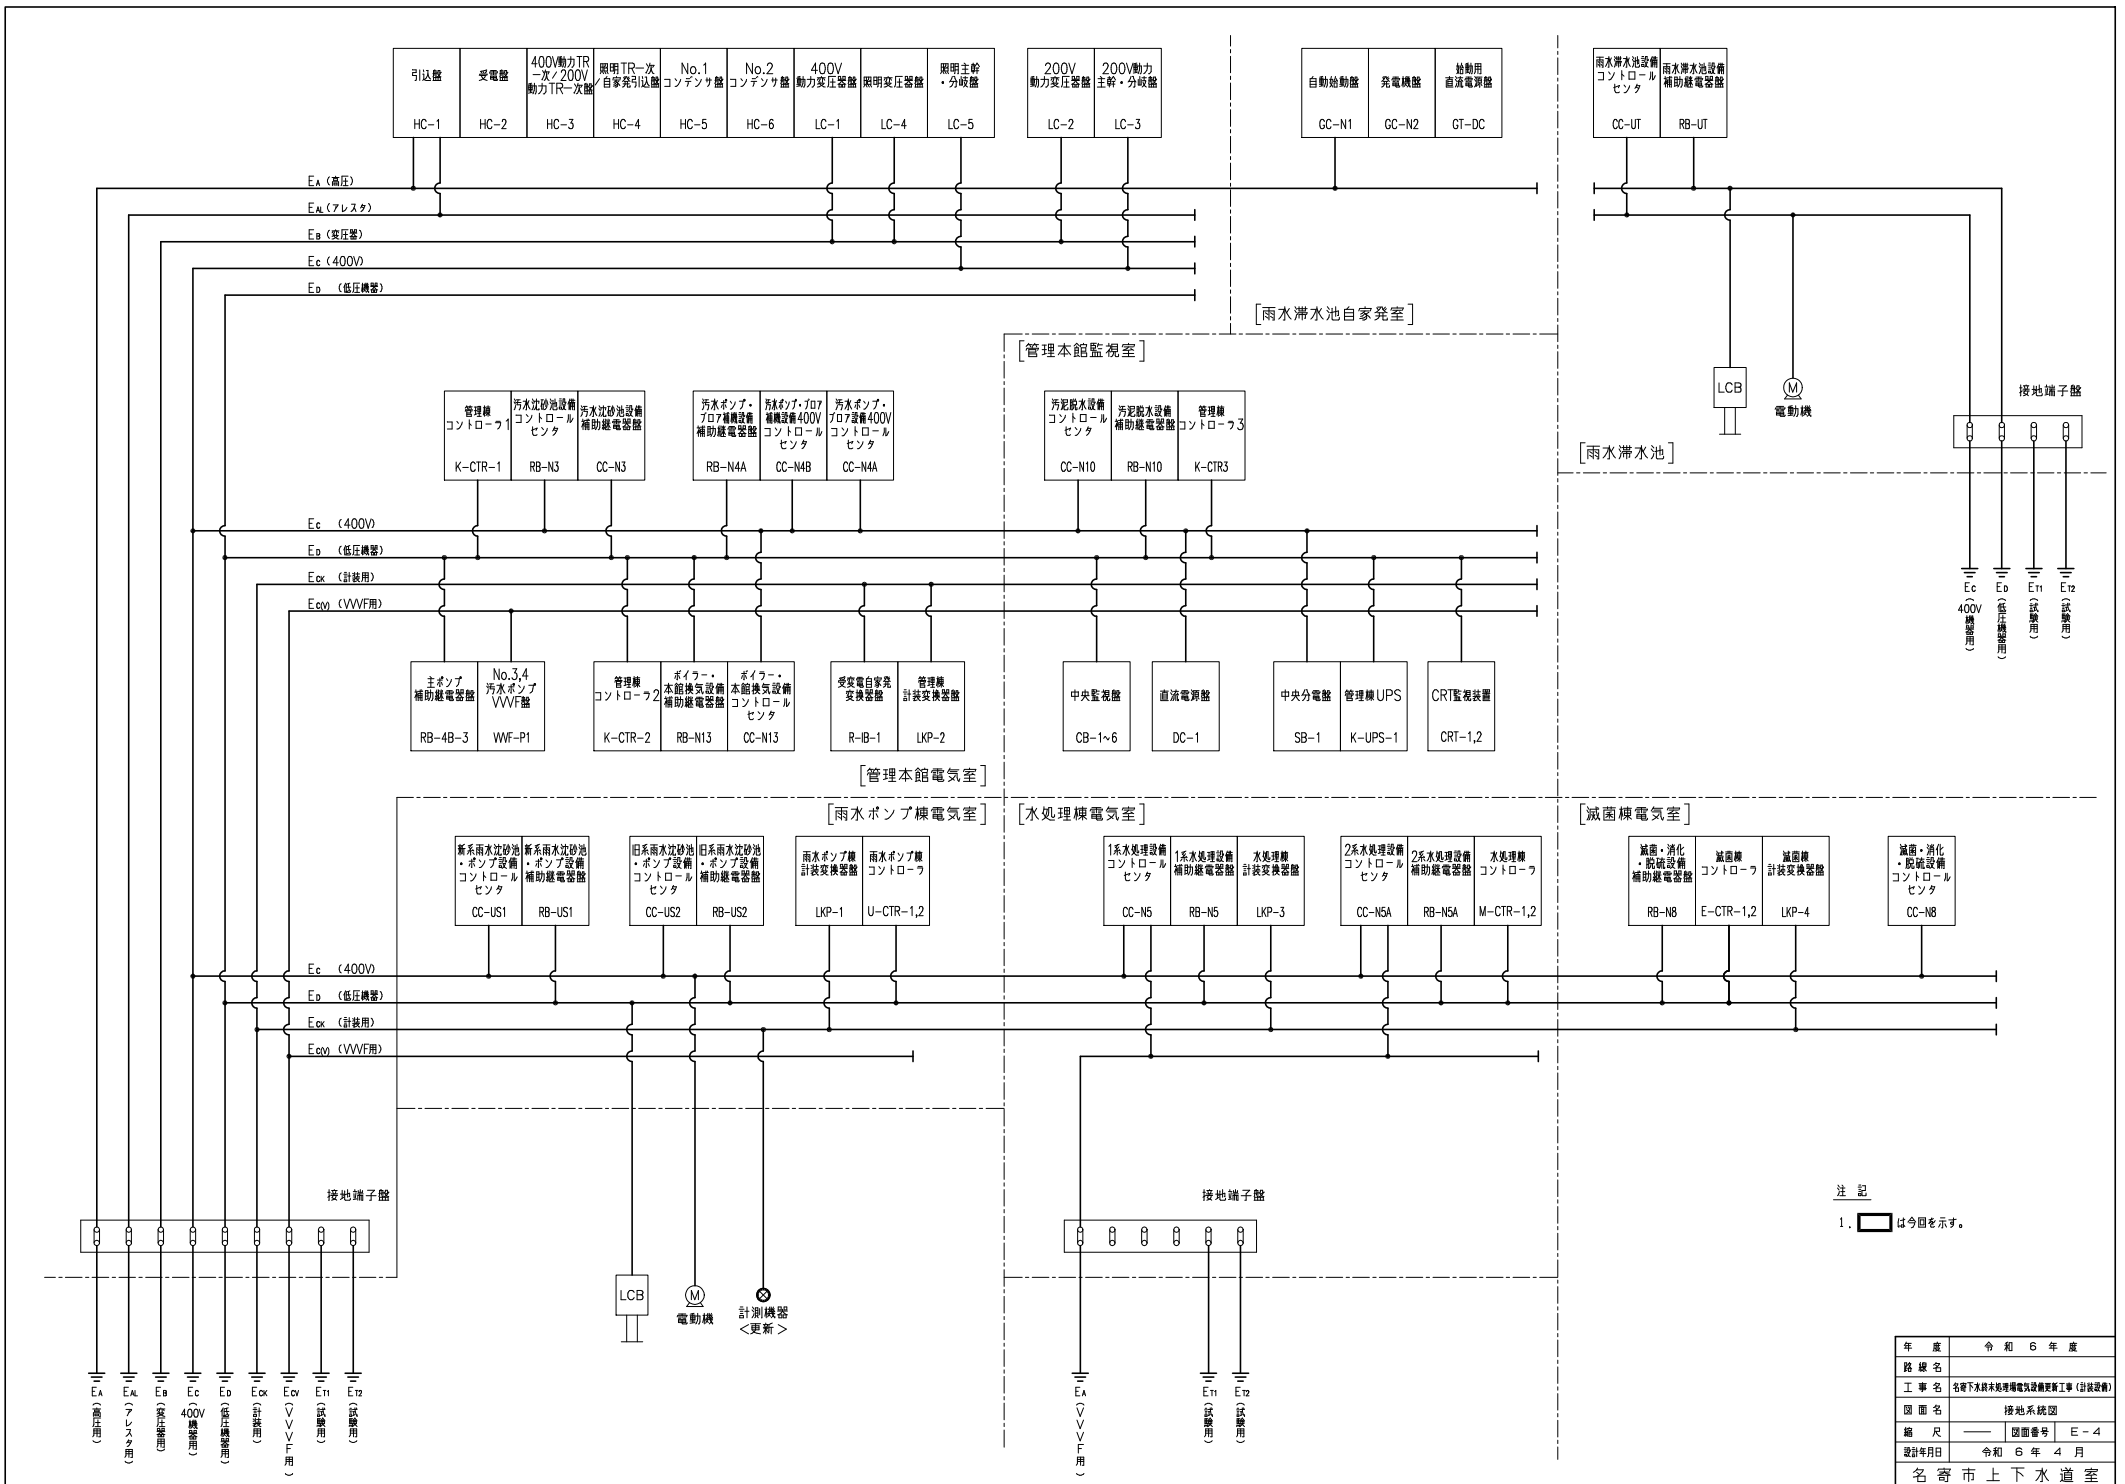 引込盤
HC-1
受電盤
HC-2
400V動力TR
一次/200V
動力TR一次盤
HC-3
照明TR一次
/自家発引込盤
HC-4
No.1
コンデンサ盤
HC-5
No.2
コンデンサ盤
HC-6
400V
動力変圧器盤
LC-1
照明変圧器盤
LC-4
照明主幹
・分岐盤
LC-5
200V
動力変圧器盤
LC-2
200V動力
主幹・分岐盤
LC-3
自動始動盤
GC-N1
発電機盤
GC-N2
始動用
直流電源盤
GT-DC
雨水滞水池設備
コントロール
センタ
CC-UT
雨水滞水池設備
補助継電器盤
RB-UT
EA (高圧)
EAL (アレスタ)
EB (変圧器)
EC (400V)
ED (低圧機器)
[雨水滞水池自家発室]
[管理本館監視室]
LCB
M
電動機
接地端子盤
[雨水滞水池]
EC (400V機器用)
ED (低圧機器用)
ET1 (試験用)
ET2 (試験用)
管理棟
コントローラ1
K-CTR-1
汚水沈砂池設備
コントロール
センタ
RB-N3
汚水沈砂池設備
補助継電器盤
CC-N3
汚水ポンプ・
ブロア補機設備
補助継電器盤
RB-N4A
汚水ポンプ・ブロア
補機設備400V
コントロール
センタ
CC-N4B
汚水ポンプ・
ブロア設備400V
コントロール
センタ
CC-N4A
汚泥脱水設備
コントロール
センタ
CC-N10
汚泥脱水設備
補助継電器盤
RB-N10
管理棟
コントローラ3
K-CTR3
EC (400V)
ED (低圧機器)
ECK (計装用)
EC(V) (VVVF用)
主ポンプ
補助継電器盤
RB-4B-3
No.3,4
汚水ポンプ
VVVF盤
VVVF-P1
管理棟
コントローラ2
K-CTR-2
ボイラー・
本館換気設備
補助継電器盤
RB-N13
ボイラー・
本館換気設備
コントロール
センタ
CC-N13
受変電自家発
変換器盤
R-IB-1
管理棟
計装変換器盤
LKP-2
中央監視盤
CB-1~6
直流電源盤
DC-1
中央分電盤
SB-1
管理棟UPS
K-UPS-1
CRT監視装置
CRT-1,2
[管理本館電気室]
[雨水ポンプ棟電気室]
[水処理棟電気室]
[滅菌棟電気室]
新系雨水沈砂池
・ポンプ設備
コントロール
センタ
CC-US1
新系雨水沈砂池
・ポンプ設備
補助継電器盤
RB-US1
旧系雨水沈砂池
・ポンプ設備
コントロール
センタ
CC-US2
旧系雨水沈砂池
・ポンプ設備
補助継電器盤
RB-US2
雨水ポンプ棟
計装変換器盤
LKP-1
雨水ポンプ棟
コントローラ
U-CTR-1,2
1系水処理設備
コントロール
センタ
CC-N5
1系水処理設備
補助継電器盤
RB-N5
水処理棟
計装変換器盤
LKP-3
2系水処理設備
コントロール
センタ
CC-N5A
2系水処理設備
補助継電器盤
RB-N5A
水処理棟
コントローラ
M-CTR-1,2
滅菌・消化
・脱硫設備
補助継電器盤
RB-N8
滅菌棟
コントローラ
E-CTR-1,2
滅菌棟
計装変換器盤
LKP-4
滅菌・消化
・脱硫設備
コントロール
センタ
CC-N8
EC (400V)
ED (低圧機器)
ECK (計装用)
EC(V) (VVVF用)
接地端子盤
接地端子盤
LCB
M
電動機
計測機器
<更新>
EA (高圧用)
EAL (アレスタ用)
EB (変圧器用)
EC (400V機器用)
ED (低圧機器用)
ECK (計装用)
ECV (VVVF用)
ET1 (試験用)
ET2 (試験用)
EA (VVVF用)
ET1 (試験用)
ET2 (試験用)
注 記
1. は今回を示す。
年 度 令 和 6 年 度
路 線 名
工 事 名 名寄下水終末処理場電気設備更新工事(計装設備)
図 面 名 接地系統図
縮 尺 図面番号 E-4
設計年月日 令和 6 年 4 月
名寄市上下水道室